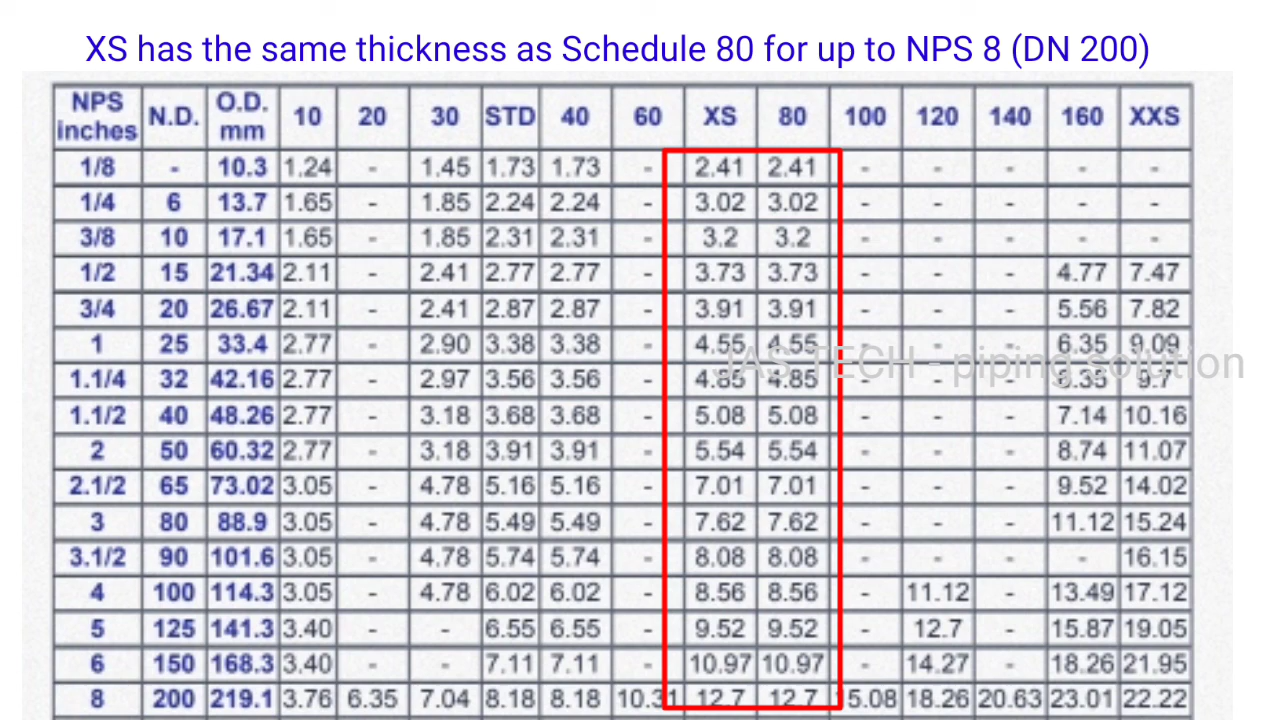 XS has the same thickness as Schedule 80 for up to NPS 8 (DN 200)
NPS inches N.D. O.D. mm 10 20 30 STD 40 60 XS 80 100 120 140 160 XXS
1/8 - 10.3 1.24 - 1.45 1.73 1.73 - 2.41 2.41 - - - - -
1/4 6 13.7 1.65 - 1.85 2.24 2.24 - 3.02 3.02 - - - - -
3/8 10 17.1 1.65 - 1.85 2.31 2.31 - 3.2 3.2 - - - - -
1/2 15 21.34 2.11 - 2.41 2.77 2.77 - 3.73 3.73 - - - 4.77 7.47
3/4 20 26.67 2.11 - 2.41 2.87 2.87 - 3.91 3.91 - - - 5.56 7.82
1 25 33.4 2.77 - 2.90 3.38 3.38 - 4.55 4.55 - - - 6.35 9.09
JAS TECH - piping solution
1.1/4 32 42.16 2.77 - 2.97 3.56 3.56 - 4.85 4.85 - - - 6.35 9.7
1.1/2 40 48.26 2.77 - 3.18 3.68 3.68 - 5.08 5.08 - - - 7.14 10.16
2 50 60.32 2.77 - 3.18 3.91 3.91 - 5.54 5.54 - - - 8.74 11.07
2.1/2 65 73.02 3.05 - 4.78 5.16 5.16 - 7.01 7.01 - - - 9.52 14.02
3 80 88.9 3.05 - 4.78 5.49 5.49 - 7.62 7.62 - - - 11.12 15.24
3.1/2 90 101.6 3.05 - 4.78 5.74 5.74 - 8.08 8.08 - - - - 16.15
4 100 114.3 3.05 - 4.78 6.02 6.02 - 8.56 8.56 - 11.12 - 13.49 17.12
5 125 141.3 3.40 - - 6.55 6.55 - 9.52 9.52 - 12.7 - 15.87 19.05
6 150 168.3 3.40 - - 7.11 7.11 - 10.97 10.97 - 14.27 - 18.26 21.95
8 200 219.1 3.76 6.35 7.04 8.18 8.18 10.31 12.7 12.7 15.08 18.26 20.63 23.01 22.22